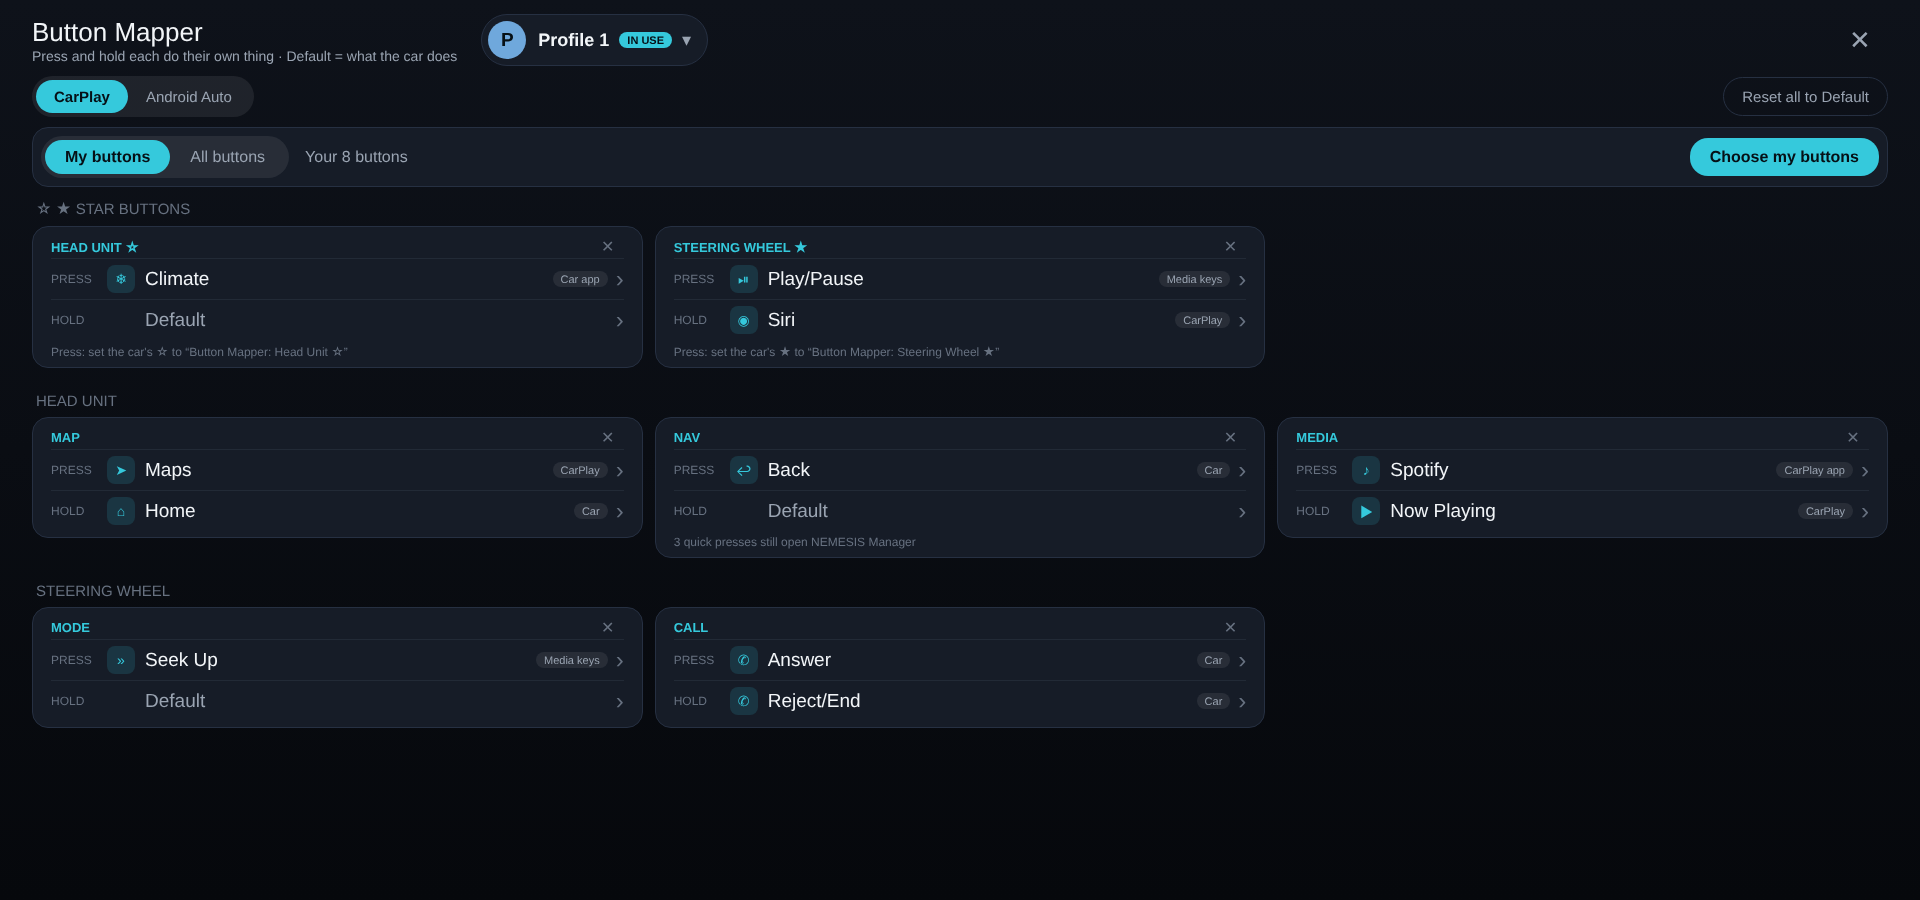 Button Mapper
Press and hold each do their own thing · Default = what the car does
P Profile 1 IN USE ▾
✕
CarPlay Android Auto
Reset all to Default
My buttons All buttons Your 8 buttons
Choose my buttons
☆ ★ STAR BUTTONS
HEAD UNIT ☆ ✕
PRESS ❄ Climate Car app ›
HOLD Default ›
Press: set the car's ☆ to “Button Mapper: Head Unit ☆”
STEERING WHEEL ★ ✕
PRESS ⏯ Play/Pause Media keys ›
HOLD ◉ Siri CarPlay ›
Press: set the car's ★ to “Button Mapper: Steering Wheel ★”
HEAD UNIT
MAP ✕
PRESS ➤ Maps CarPlay ›
HOLD ⌂ Home Car ›
NAV ✕
PRESS ↩ Back Car ›
HOLD Default ›
3 quick presses still open NEMESIS Manager
MEDIA ✕
PRESS ♪ Spotify CarPlay app ›
HOLD ▶ Now Playing CarPlay ›
STEERING WHEEL
MODE ✕
PRESS » Seek Up Media keys ›
HOLD Default ›
CALL ✕
PRESS ✆ Answer Car ›
HOLD ✆ Reject/End Car ›